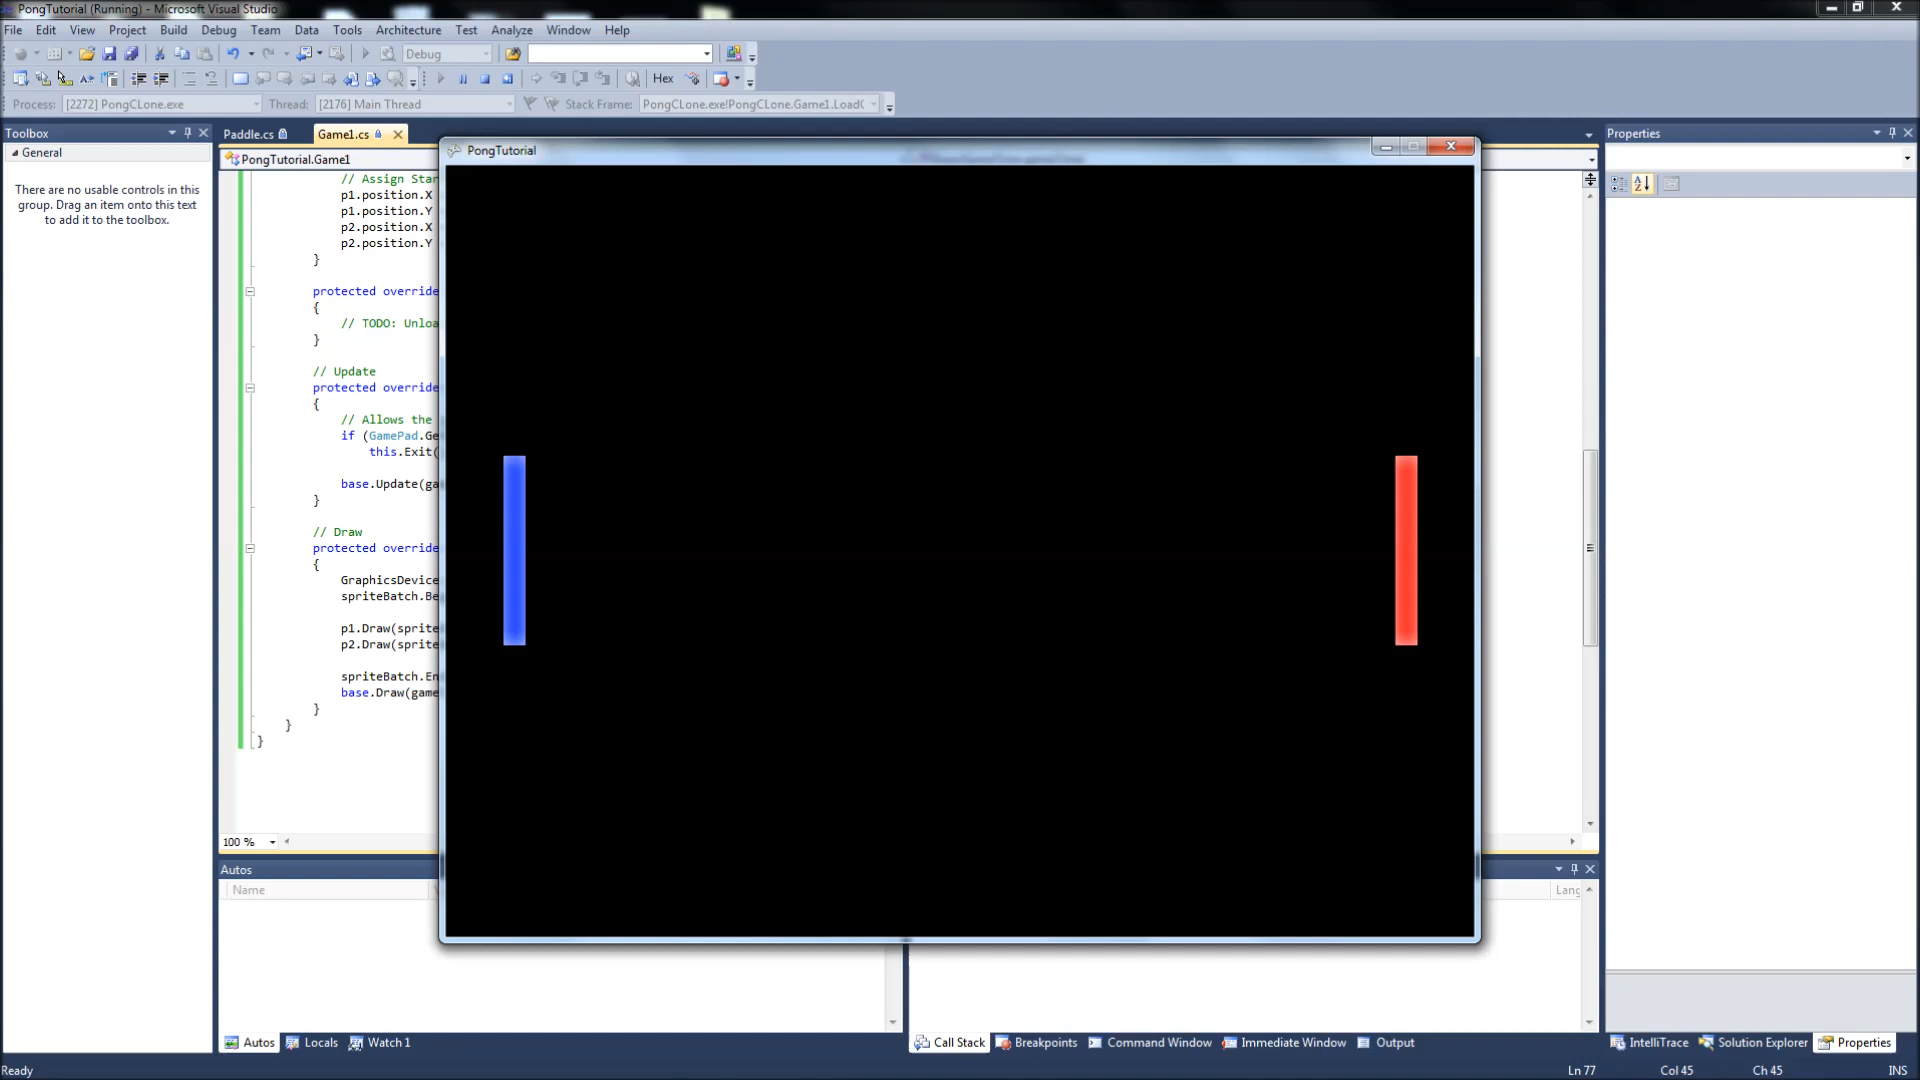 PongTutorial (Running) - Microsoft Visual Studio
File Edit View Project Build Debug Team Data Tools Architecture Test Analyze Window Help
Debug
Hex
Process: [2272] PongCLone.exe Thread: [2176] Main Thread Stack Frame: PongCLone.exe!PongCLone.Game1.Load(
Toolbox
Paddle.cs
Game1.cs
Properties
General
PongTutorial.Game1
PongTutorial
There are no usable controls in this
group. Drag an item onto this text
to add it to the toolbox.
// Assign Star
p1.position.X
p1.position.Y
p2.position.X
p2.position.Y
}
protected override
{
// TODO: Unloa
}
// Update
protected override
{
// Allows the
if (GamePad.Ge
this.Exit(
base.Update(ga
}
// Draw
protected override
{
GraphicsDevice
spriteBatch.Be
p1.Draw(sprite
p2.Draw(sprite
spriteBatch.En
base.Draw(game
}
}
}
100 %
Autos
Name
Lang
Autos Locals Watch 1
Call Stack Breakpoints Command Window Immediate Window Output
IntelliTrace Solution Explorer Properties
Ready
Ln 77 Col 45 Ch 45 INS